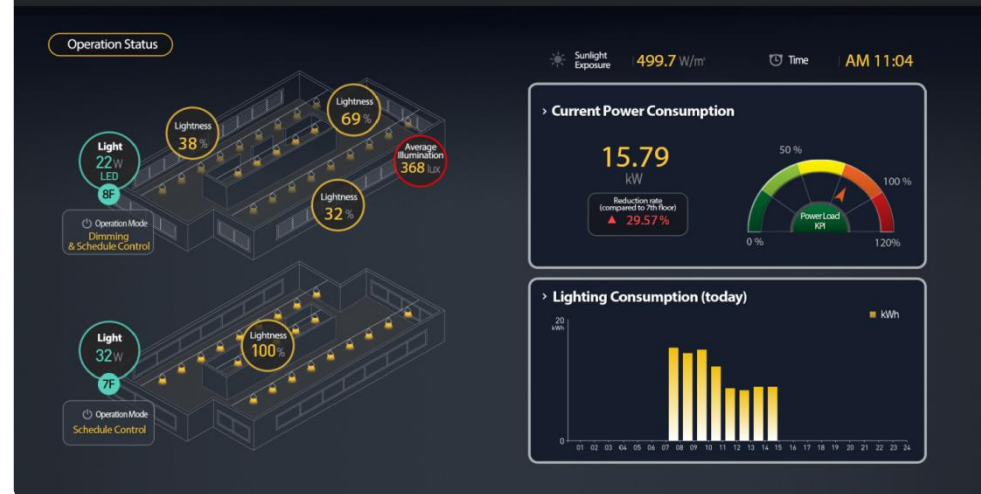 Operation Status
Sunlight
Exposure
499.7 W/m²
Time
AM 11:04
Lightness
69 %
Lightness
38 %
Light
22 W
LED
8F
Average
Illumination
368 lux
Lightness
32 %
Operation Mode
Dimming
& Schedule Control
Light
32 W
7F
Lightness
100 %
Operation Mode
Schedule Control
> Current Power Consumption
15.79
kW
Reduction rate
(compared to 7th floor)
▲ 29.57 %
50 %
100 %
Power Load
KPI
0 %
120%
> Lighting Consumption (today)
kWh
20
kWh
0
01 02 03 04 05 06 07 08 09 10 11 12 13 14 15 16 17 18 19 20 21 22 23 24